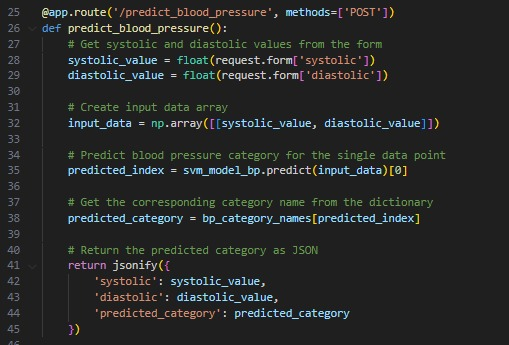 25 @app.route('/predict_blood_pressure', methods=['POST'])
26 def predict_blood_pressure():
27     # Get systolic and diastolic values from the form
28     systolic_value = float(request.form['systolic'])
29     diastolic_value = float(request.form['diastolic'])
30
31     # Create input data array
32     input_data = np.array([[systolic_value, diastolic_value]])
33
34     # Predict blood pressure category for the single data point
35     predicted_index = svm_model_bp.predict(input_data)[0]
36
37     # Get the corresponding category name from the dictionary
38     predicted_category = bp_category_names[predicted_index]
39
40     # Return the predicted category as JSON
41     return jsonify({
42         'systolic': systolic_value,
43         'diastolic': diastolic_value,
44         'predicted_category': predicted_category
45     })
46